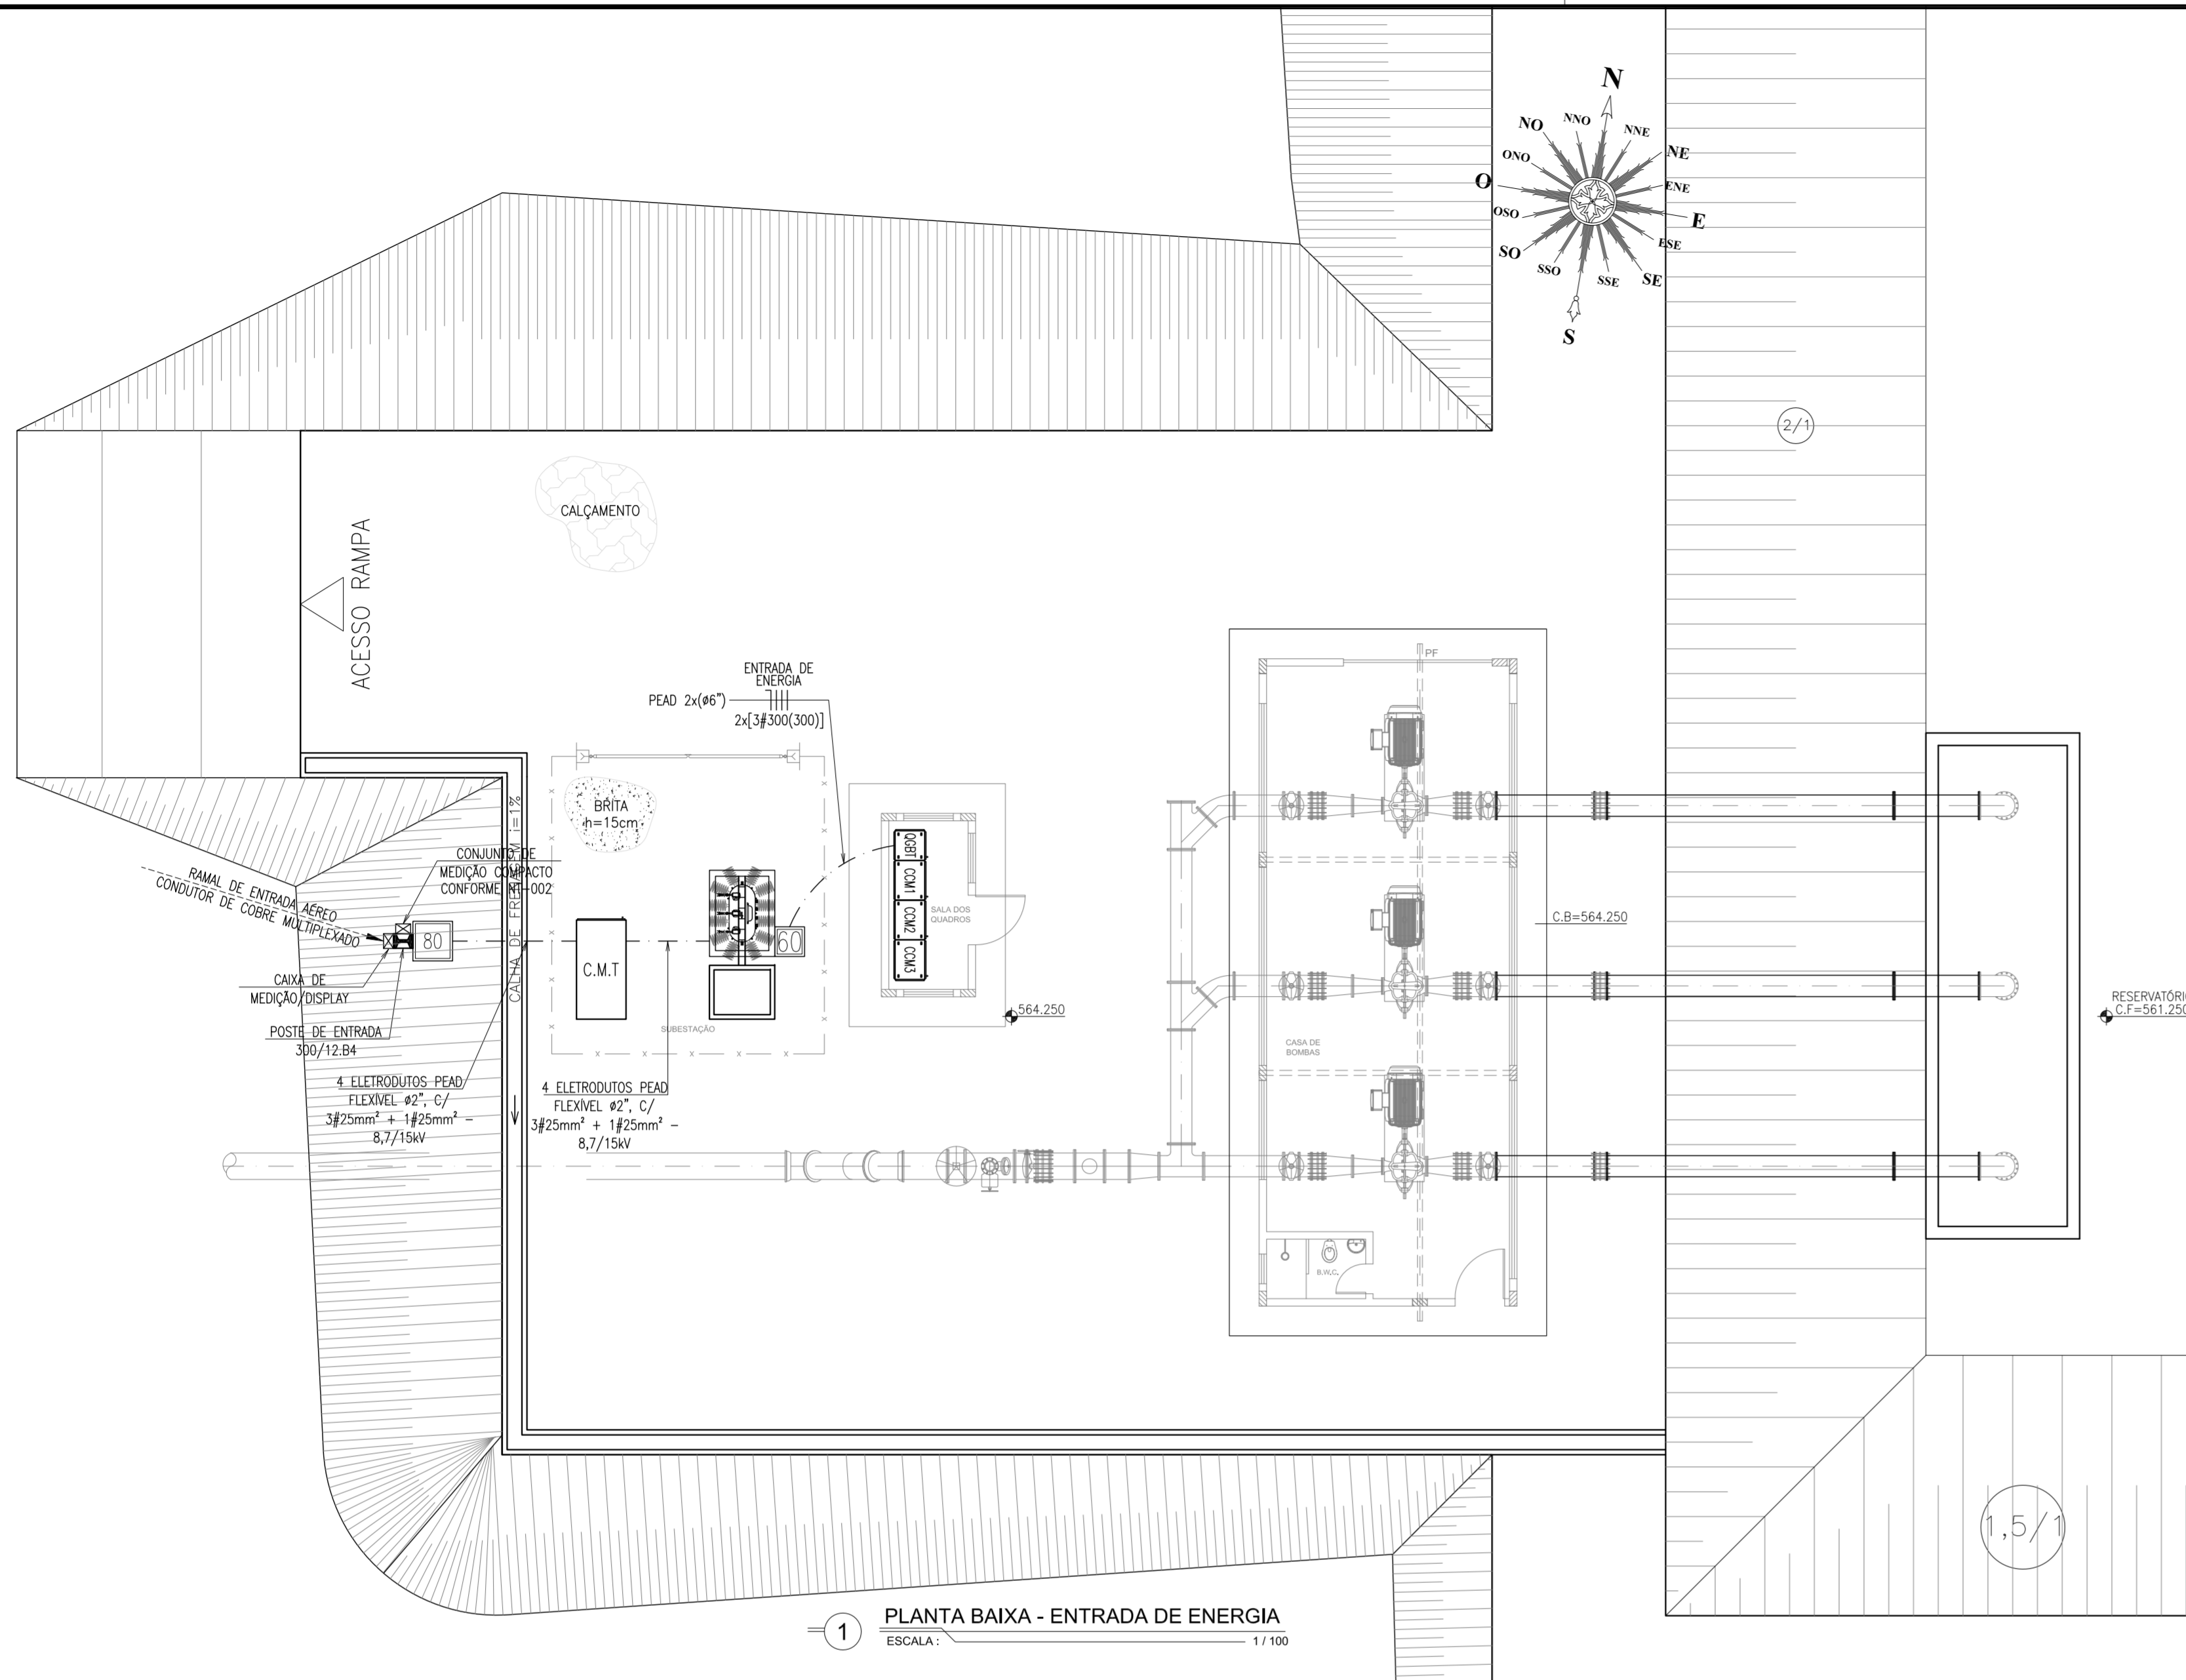 N
NNO
NNE
NO
NE
ONO
ENE
O
E
OSO
ESE
SO
SE
SSO
SSE
S
2/1
CALÇAMENTO
ACESSO RAMPA
ENTRADA DE
ENERGIA
PEAD 2x(ø6")
2x[3#300(300)]
PF
BRITA
h=15cm
CALHA DE
i=1%
CONJUNTO DE
MEDIÇÃO COMPACTO
CONFORME NT-002
RAMAL DE ENTRADA AÉREO
CONDUTOR DE COBRE MULTIPLEXADO
80
C.M.T
60
QGBT
CCM1
CCM2
CCM3
SALA DOS
QUADROS
C.B=564.250
CAIXA DE
MEDIÇÃO/DISPLAY
POSTE DE ENTRADA
300/12.B4
SUBESTAÇÃO
564.250
RESERVATÓRI
C.F=561.250
CASA DE
BOMBAS
4 ELETRODUTOS PEAD
FLEXÍVEL ø2", C/
3#25mm² + 1#25mm² -
8,7/15kV
4 ELETRODUTOS PEAD
FLEXÍVEL ø2", C/
3#25mm² + 1#25mm² -
8,7/15kV
B.W.C.
1,5/1
1
PLANTA BAIXA - ENTRADA DE ENERGIA
ESCALA :
1 / 100